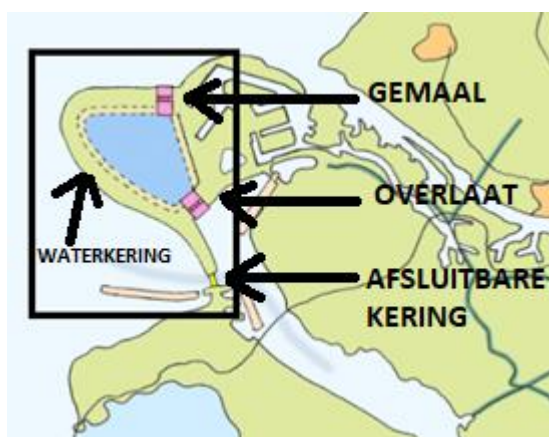 GEMAAL
OVERLAAT
WATERKERING
AFSLUITBARE
KERING